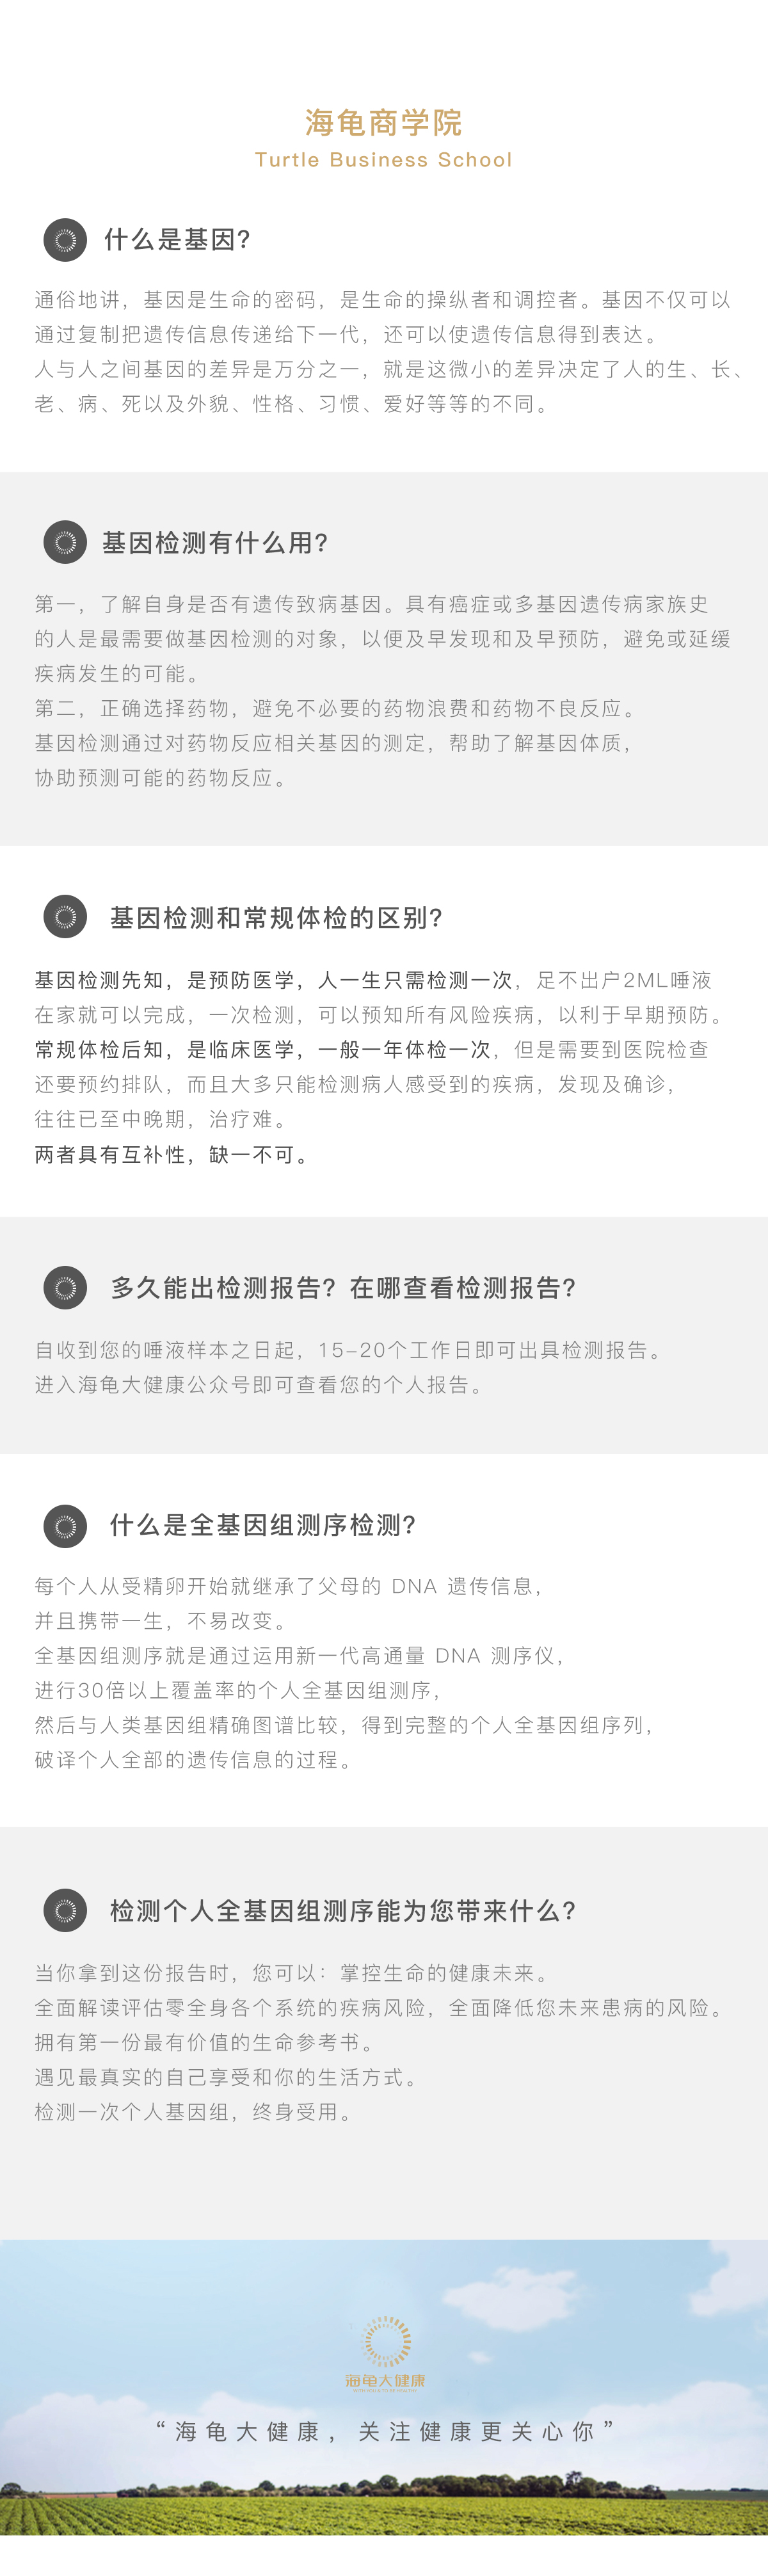 海龟商学院
Turtle Business School
什么是基因?
通俗地讲，基因是生命的密码，是生命的操纵者和调控者。基因不仅可以
通过复制把遗传信息传递给下一代，还可以使遗传信息得到表达。
人与人之间基因的差异是万分之一，就是这微小的差异决定了人的生、长、
老、病、死以及外貌、性格、习惯、爱好等等的不同。
基因检测有什么用?
第一，了解自身是否有遗传致病基因。具有癌症或多基因遗传病家族史
的人是最需要做基因检测的对象，以便及早发现和及早预防，避免或延缓
疾病发生的可能。
第二，正确选择药物，避免不必要的药物浪费和药物不良反应。
基因检测通过对药物反应相关基因的测定，帮助了解基因体质，
协助预测可能的药物反应。
基因检测和常规体检的区别?
基因检测先知，是预防医学，人一生只需检测一次，足不出户2ML唾液
在家就可以完成，一次检测，可以预知所有风险疾病，以利于早期预防。
常规体检后知，是临床医学，一般一年体检一次，但是需要到医院检查
还要预约排队，而且大多只能检测病人感受到的疾病，发现及确诊，
往往已至中晚期，治疗难。
两者具有互补性，缺一不可。
多久能出检测报告? 在哪查看检测报告?
自收到您的唾液样本之日起，15-20个工作日即可出具检测报告。
进入海龟大健康公众号即可查看您的个人报告。
什么是全基因组测序检测?
每个人从受精卵开始就继承了父母的 DNA 遗传信息，
并且携带一生，不易改变。
全基因组测序就是通过运用新一代高通量 DNA 测序仪，
进行30倍以上覆盖率的个人全基因组测序，
然后与人类基因组精确图谱比较，得到完整的个人全基因组序列，
破译个人全部的遗传信息的过程。
检测个人全基因组测序能为您带来什么?
当你拿到这份报告时，您可以：掌控生命的健康未来。
全面解读评估零全身各个系统的疾病风险，全面降低您未来患病的风险。
拥有第一份最有价值的生命参考书。
遇见最真实的自己享受和你的生活方式。
检测一次个人基因组，终身受用。
海龟大健康
“海龟大健康，关注健康更关心你”